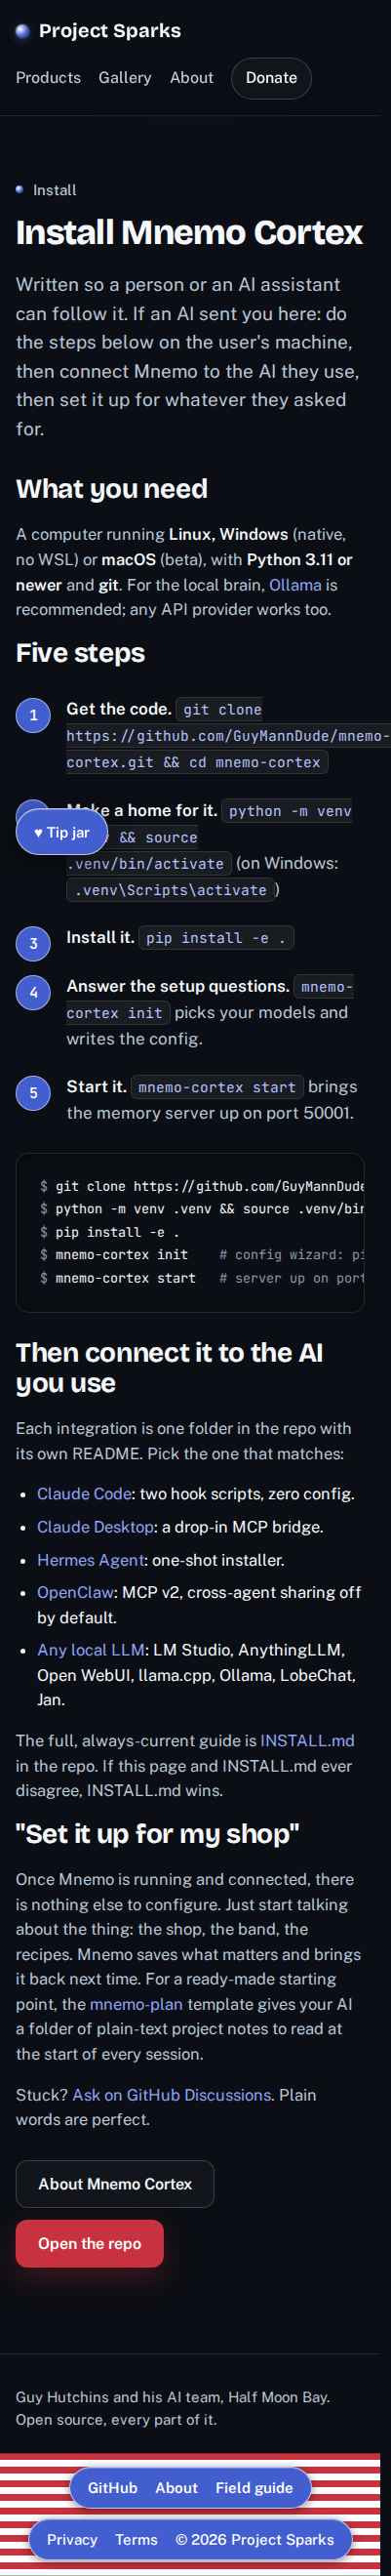 Project Sparks
Products Gallery About Donate
Install
Install Mnemo Cortex
Written so a person or an AI assistant
can follow it. If an AI sent you here: do
the steps below on the user's machine,
then connect Mnemo to the AI they use,
then set it up for whatever they asked
for.
What you need
A computer running Linux, Windows (native,
no WSL) or macOS (beta), with Python 3.11 or
newer and git. For the local brain, Ollama is
recommended; any API provider works too.
Five steps
1 Get the code. git clone
https://github.com/GuyMannDude/mnemo-
cortex.git && cd mnemo-cortex
Make a home for it. python -m venv
♥ Tip jar && source
.venv/bin/activate (on Windows:
.venv\Scripts\activate)
3 Install it. pip install -e .
4 Answer the setup questions. mnemo-
cortex init picks your models and
writes the config.
5 Start it. mnemo-cortex start brings
the memory server up on port 50001.
$ git clone https://github.com/GuyMannDude
$ python -m venv .venv && source .venv/bin
$ pip install -e .
$ mnemo-cortex init # config wizard: pi
$ mnemo-cortex start # server up on port
Then connect it to the AI
you use
Each integration is one folder in the repo with
its own README. Pick the one that matches:
• Claude Code: two hook scripts, zero config.
• Claude Desktop: a drop-in MCP bridge.
• Hermes Agent: one-shot installer.
• OpenClaw: MCP v2, cross-agent sharing off
by default.
• Any local LLM: LM Studio, AnythingLLM,
Open WebUI, llama.cpp, Ollama, LobeChat,
Jan.
The full, always-current guide is INSTALL.md
in the repo. If this page and INSTALL.md ever
disagree, INSTALL.md wins.
"Set it up for my shop"
Once Mnemo is running and connected, there
is nothing else to configure. Just start talking
about the thing: the shop, the band, the
recipes. Mnemo saves what matters and brings
it back next time. For a ready-made starting
point, the mnemo-plan template gives your AI
a folder of plain-text project notes to read at
the start of every session.
Stuck? Ask on GitHub Discussions. Plain
words are perfect.
About Mnemo Cortex
Open the repo
Guy Hutchins and his AI team, Half Moon Bay.
Open source, every part of it.
GitHub About Field guide
Privacy Terms © 2026 Project Sparks